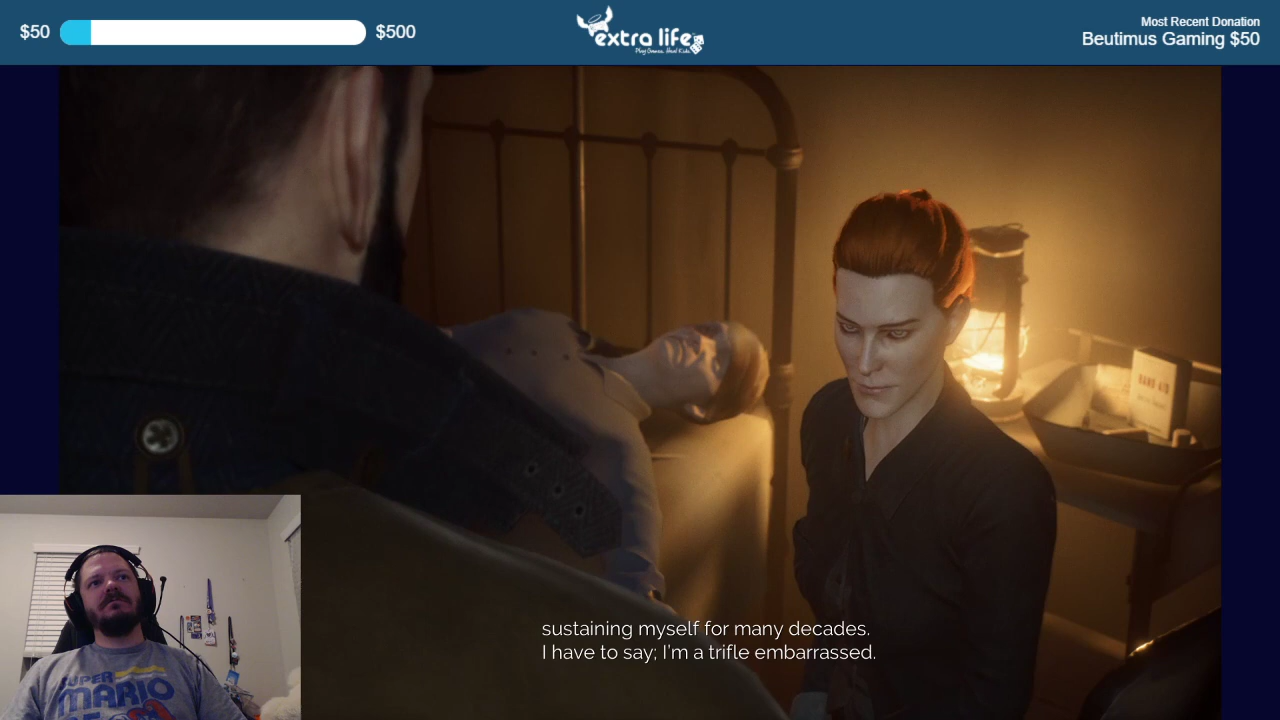 $50
$500
extra life
Play Games. Heal Kids.
Most Recent Donation
Beutimus Gaming $50
BAND-AID
sustaining myself for many decades.
I have to say; I'm a trifle embarrassed.
SUPER
MARIO